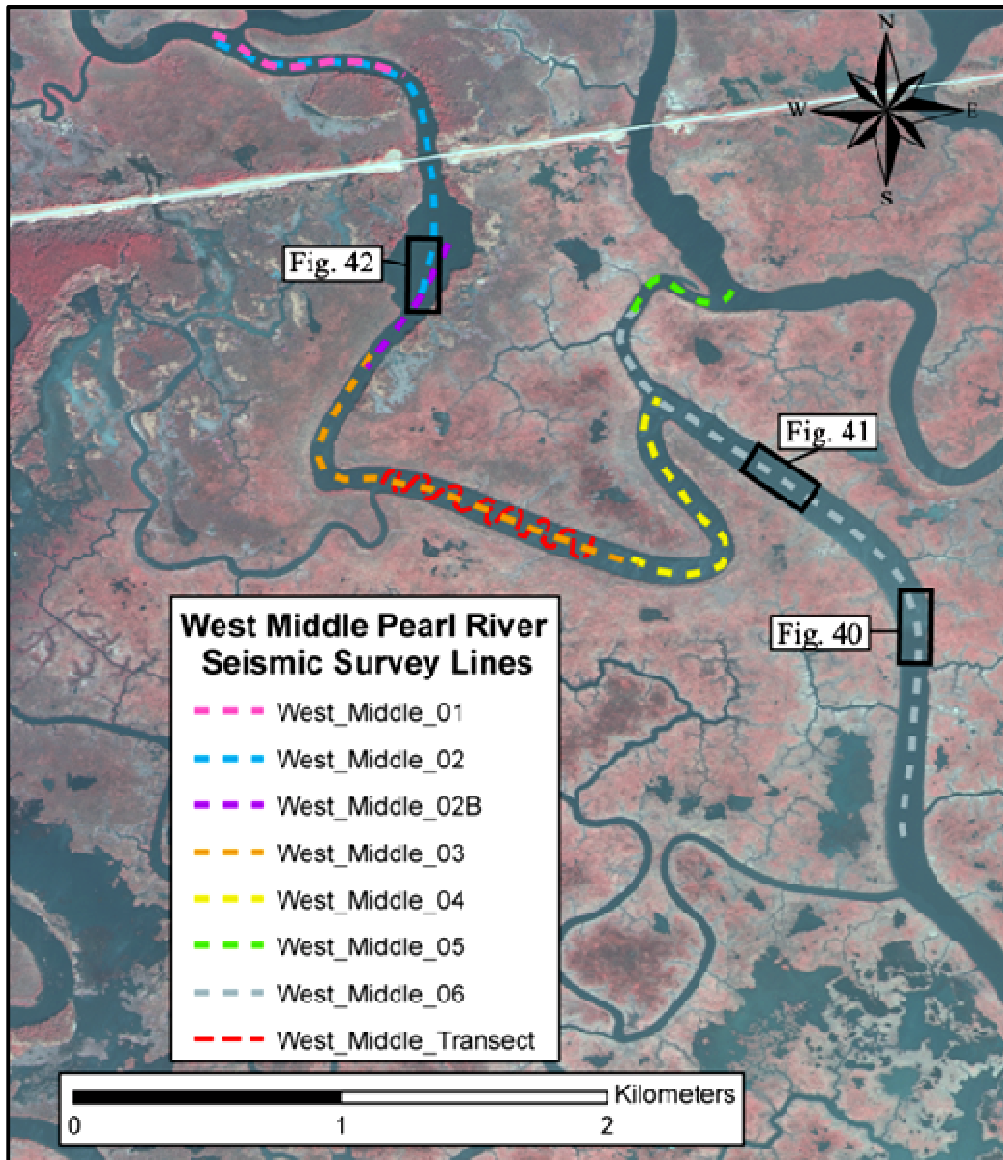 N
W
E
S
Fig. 42
Fig. 41
Fig. 40
West Middle Pearl River
Seismic Survey Lines
West_Middle_01
West_Middle_02
West_Middle_02B
West_Middle_03
West_Middle_04
West_Middle_05
West_Middle_06
West_Middle_Transect
Kilometers
0
1
2